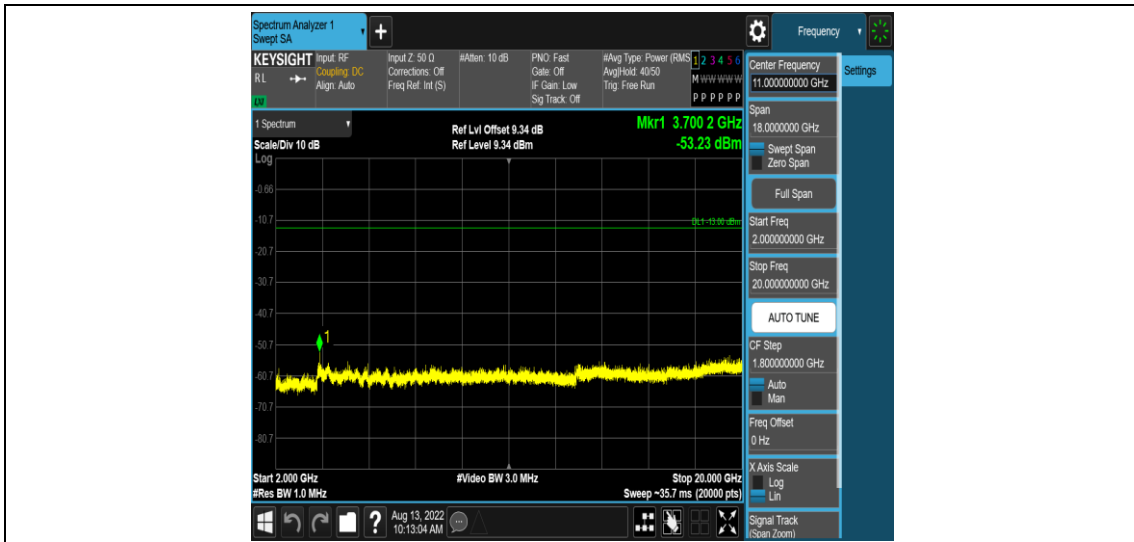 Spectrum Analyzer 1
Swept SA
+
Frequency
KEYSIGHT
RL
LM
Input: RF
Coupling: DC
Align: Auto
Input Z: 50 Ω
Corrections: Off
Freq Ref: Int (S)
#Atten: 10 dB
PNO: Fast
Gate: Off
IF Gain: Low
Sig Track: Off
#Avg Type: Power (RMS
Avg|Hold: 40/50
Trig: Free Run
1 2 3 4 5 6
M W W W W W
P P P P P P
1 Spectrum
Scale/Div 10 dB
Log
Ref Lvl Offset 9.34 dB
Ref Level 9.34 dBm
Mkr1 3.700 2 GHz
-53.23 dBm
-0.66
-10.7
DL1 -13.00 dBm
-20.7
-30.7
-40.7
-50.7
1
-60.7
-70.7
-80.7
Start 2.000 GHz
#Res BW 1.0 MHz
#Video BW 3.0 MHz
Stop 20.000 GHz
Sweep ~35.7 ms (20000 pts)
?
Aug 13, 2022
10:13:04 AM
Center Frequency
11.000000000 GHz
Settings
Span
18.0000000 GHz
Swept Span
Zero Span
Full Span
Start Freq
2.000000000 GHz
Stop Freq
20.000000000 GHz
AUTO TUNE
CF Step
1.800000000 GHz
Auto
Man
Freq Offset
0 Hz
X Axis Scale
Log
Lin
Signal Track
(Span Zoom)